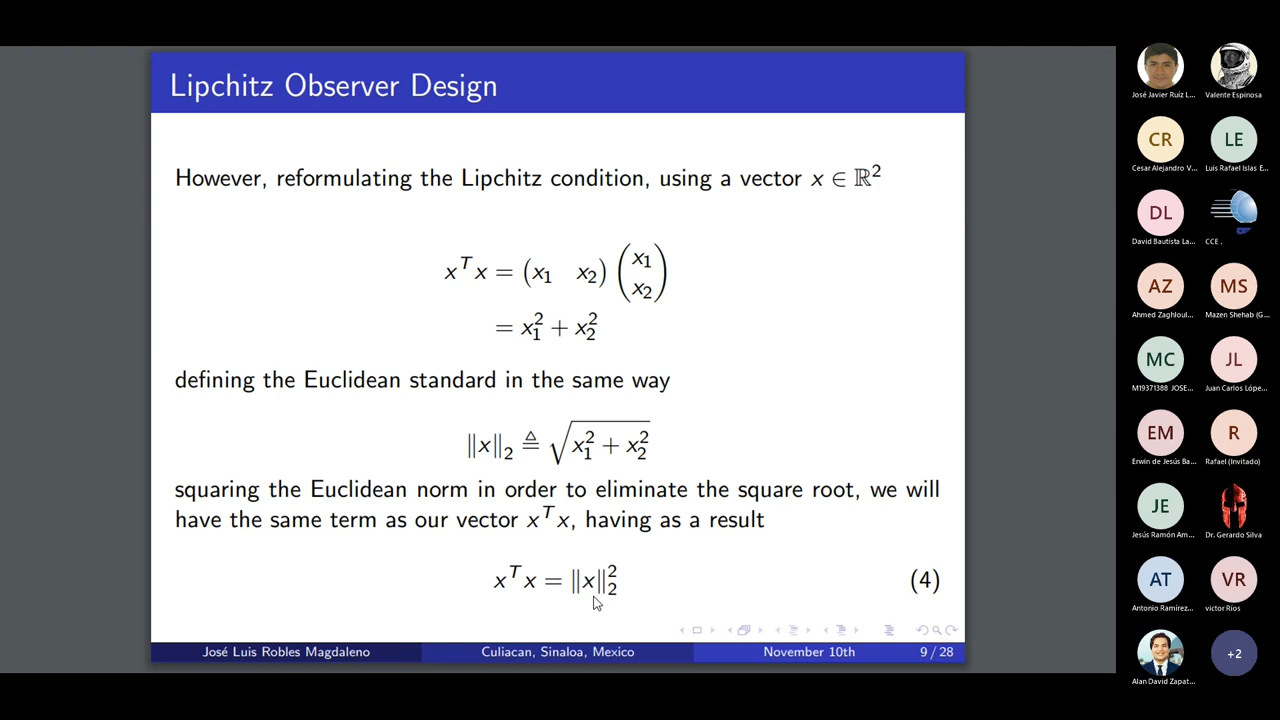 Lipchitz Observer Design
However, reformulating the Lipchitz condition, using a vector x ∈ ℝ²
xᵀx = (x₁ x₂) (x₁ x₂)
= x₁² + x₂²
defining the Euclidean standard in the same way
‖x‖₂ ≜ √(x₁² + x₂²)
squaring the Euclidean norm in order to eliminate the square root, we will
have the same term as our vector xᵀx, having as a result
xᵀx = ‖x‖₂² (4)
José Luis Robles Magdaleno Culiacan, Sinaloa, Mexico November 10th 9 / 28
José Javier Ruíz L... Valente Espinosa
CR LE
Cesar Alejandro V... Luis Rafael Islas E...
DL
David Bautista La... CCE .
AZ MS
Ahmed Zaghloul... Mazen Shehab (G...
MC JL
M19371388 JOSE... Juan Carlos Lópe...
EM R
Erwin de Jesús Ba... Rafael (Invitado)
JE
Jesús Ramón Am... Dr. Gerardo Silva
AT VR
Antonio Ramírez... victor Ríos
+2
Alan David Zapat...